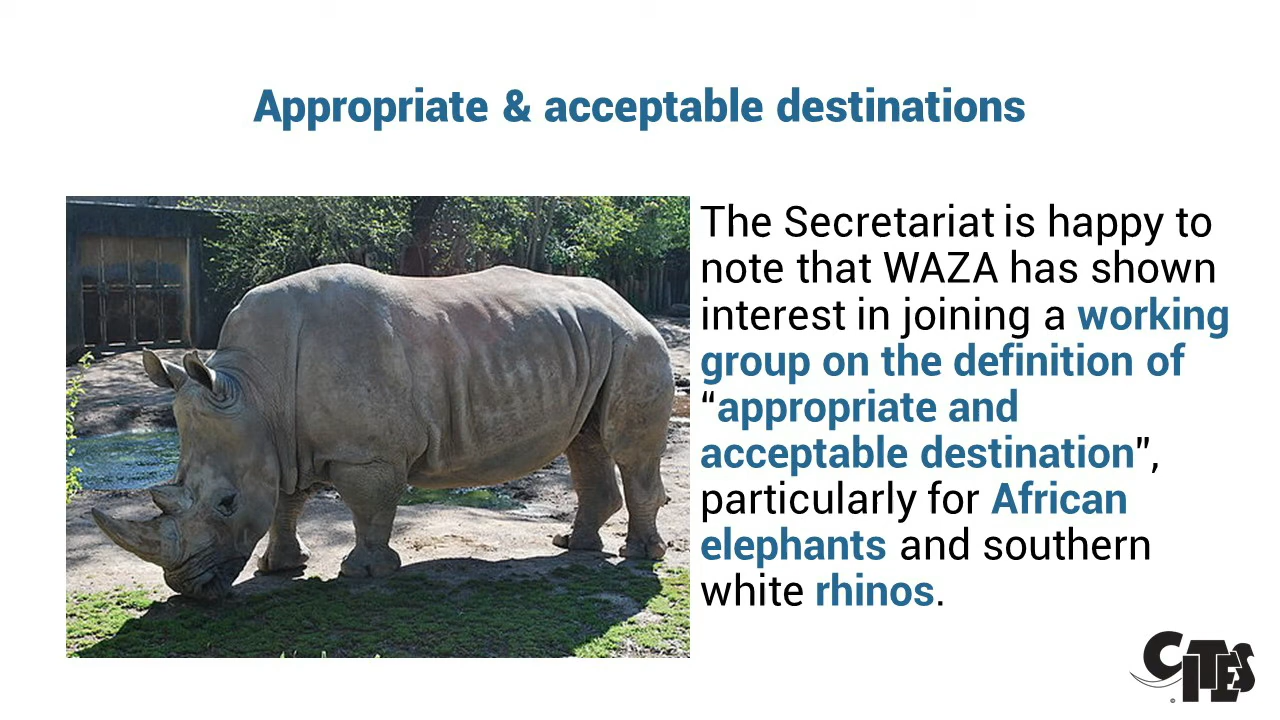 Appropriate & acceptable destinations
The Secretariat is happy to
note that WAZA has shown
interest in joining a working
group on the definition of
“appropriate and
acceptable destination”,
particularly for African
elephants and southern
white rhinos.
CITES
®